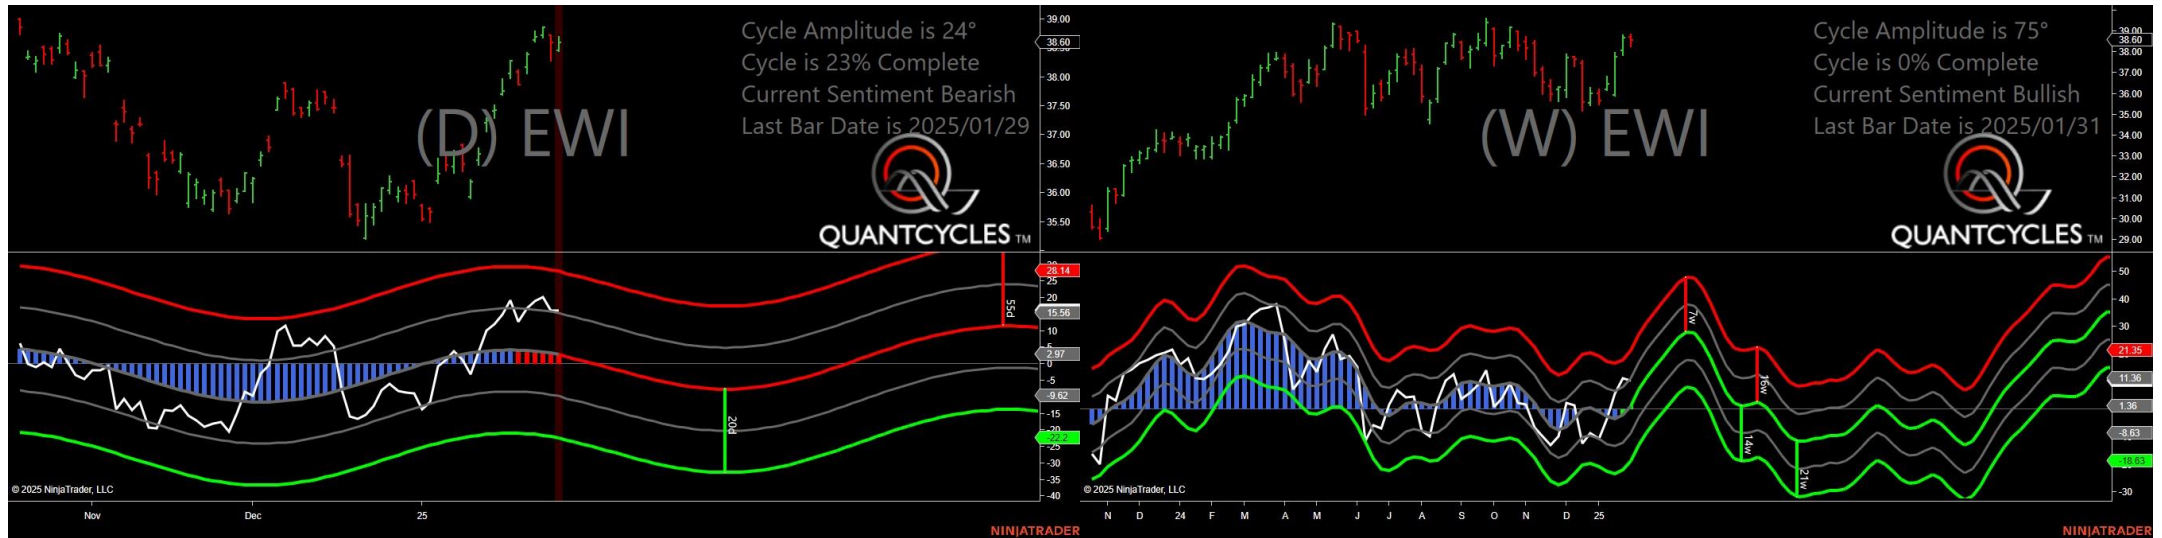 Cycle Amplitude is 24°
Cycle is 23% Complete
Current Sentiment Bearish
Last Bar Date is 2025/01/29
(D) EWI
QUANTCYCLES TM
39.00
38.60
38.00
37.50
37.00
36.50
36.00
35.50
28.14
25
20
15.56
10
2.97
-5
-9.62
-15
-22.2
-25
-30
-35
-40
55d
20d
© 2025 NinjaTrader, LLC
Nov
Dec
25
NINJATRADER
Cycle Amplitude is 75°
Cycle is 0% Complete
Current Sentiment Bullish
Last Bar Date is 2025/01/31
(W) EWI
QUANTCYCLES TM
39.00
38.60
38.00
37.00
36.00
35.00
34.00
33.00
32.00
31.00
30.00
29.00
50
40
30
21.35
11.36
1.36
-8.63
-18.63
-30
7w
16w
14w
21w
© 2025 NinjaTrader, LLC
N
D
24
F
M
A
M
J
J
A
S
O
N
D
25
NINJATRADER